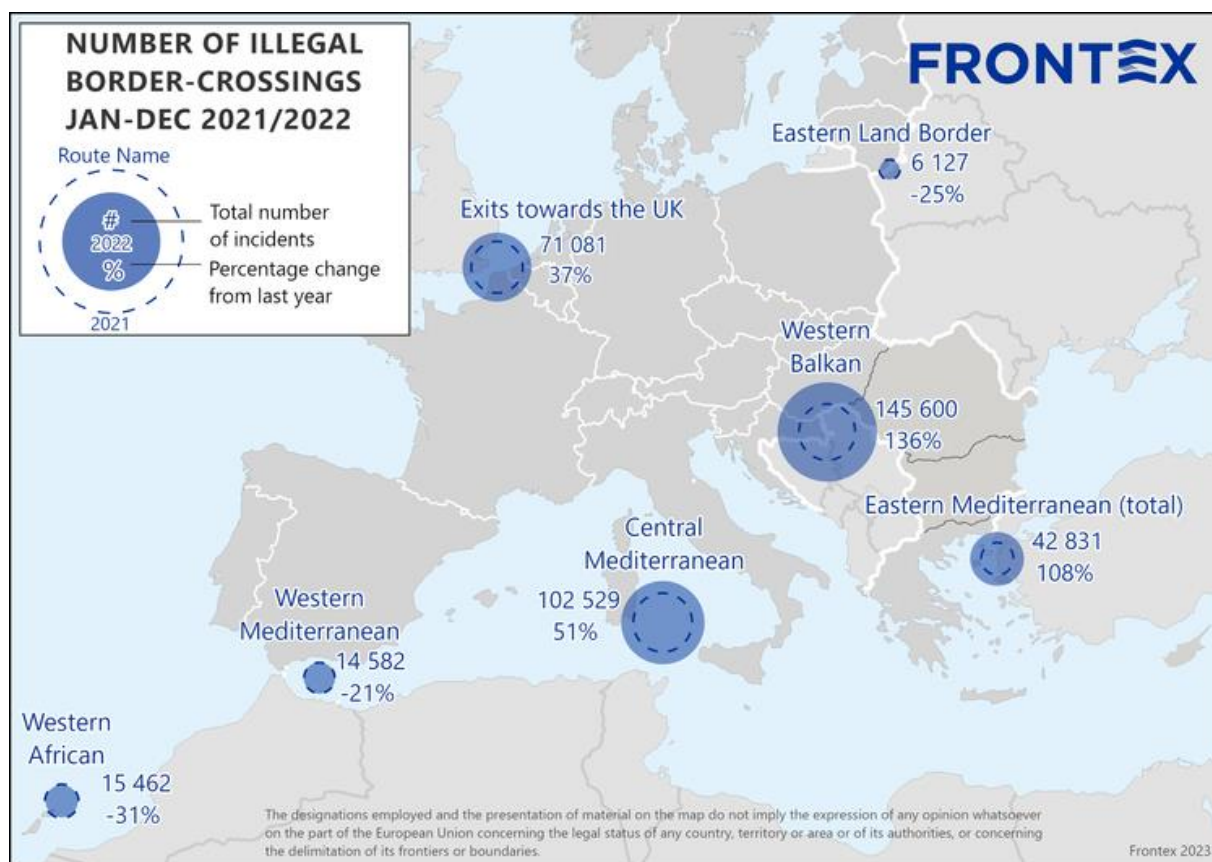 NUMBER OF ILLEGAL
BORDER-CROSSINGS
JAN-DEC 2021/2022
Route Name
#
2022
%
Total number
of incidents
Percentage change
from last year
2021
FRONTEX
Eastern Land Border
6 127
-25%
Exits towards the UK
71 081
37%
Western
Balkan
145 600
136%
Eastern Mediterranean (total)
42 831
108%
Central
Mediterranean
102 529
51%
Western
Mediterranean
14 582
-21%
Western
African
15 462
-31%
The designations employed and the presentation of material on the map do not imply the expression of any opinion whatsoever
on the part of the European Union concerning the legal status of any country, territory or area or of its authorities, or concerning
the delimitation of its frontiers or boundaries.
Frontex 2023